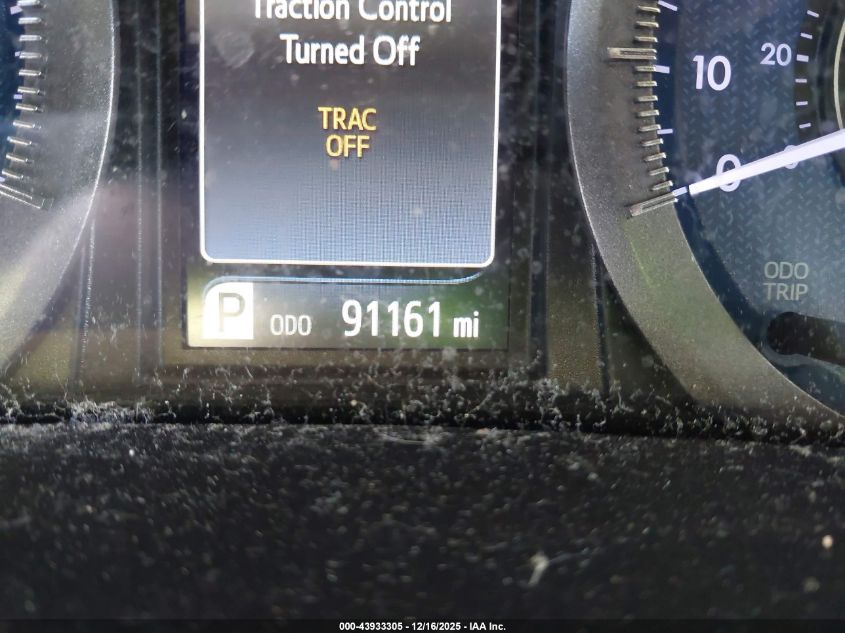 Traction Control
Turned Off
TRAC
OFF
P ODO 91161 mi
10 20
0
ODO
TRIP
000-43933305 - 12/16/2025 - IAA Inc.